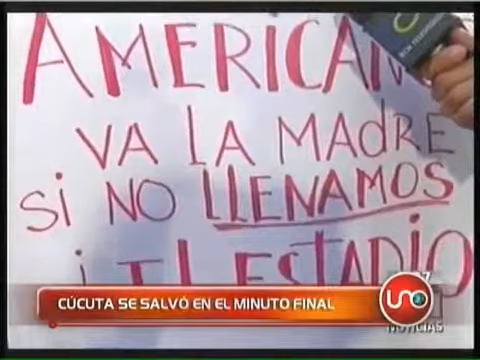 AMERICAN
VA LA MADRE
Si NO LLENAMOS
¡ EL ESTADIO
CÚCUTA SE SALVÓ EN EL MINUTO FINAL
UNO
NOTICIAS